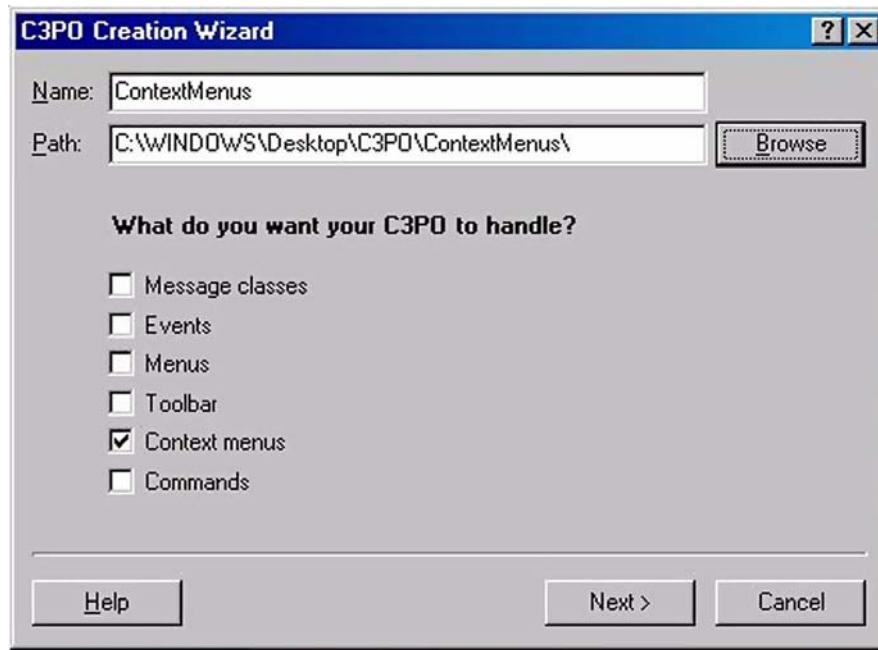 C3PO Creation Wizard
Name: ContextMenus
Path: C:\WINDOWS\Desktop\C3PO\ContextMenus\ Browse
What do you want your C3PO to handle?
Message classes
Events
Menus
Toolbar
Context menus
Commands
Help Next > Cancel